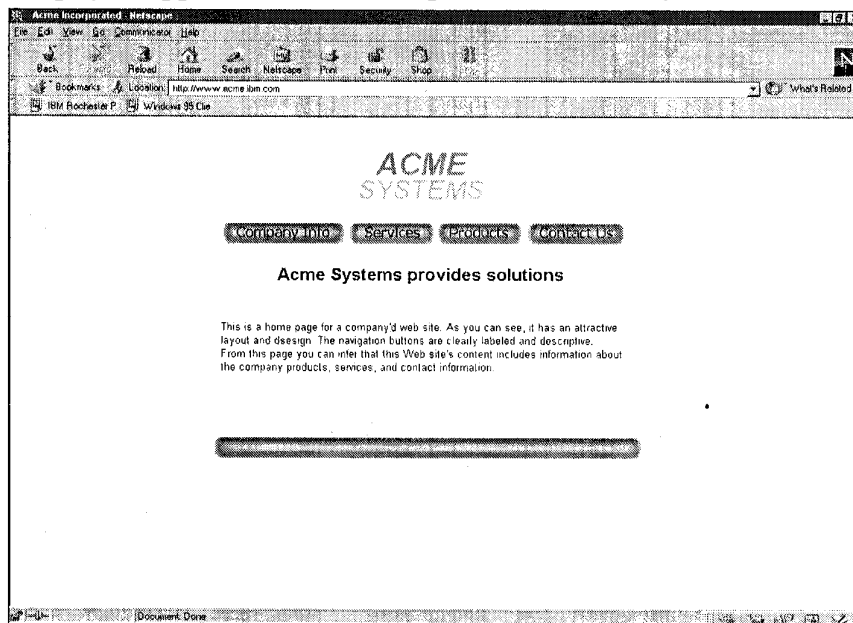 Acme Incorporated - Netscape
File Edit View Go Communicator Help
Back Reload Home Search Netscape Print Security Shop
Bookmarks Location: http://www.acme.ibm.com What's Related
IBM Rochester P Windows 95 Clie
ACME
SYSTEMS
Company Info Services Products Contact Us
Acme Systems provides solutions
This is a home page for a company'd web site. As you can see, it has an attractive
layout and dsesign. The navigation buttons are clearly labeled and descriptive.
From this page you can infer that this Web site's content includes information about
the company products, services, and contact information.
Document: Done